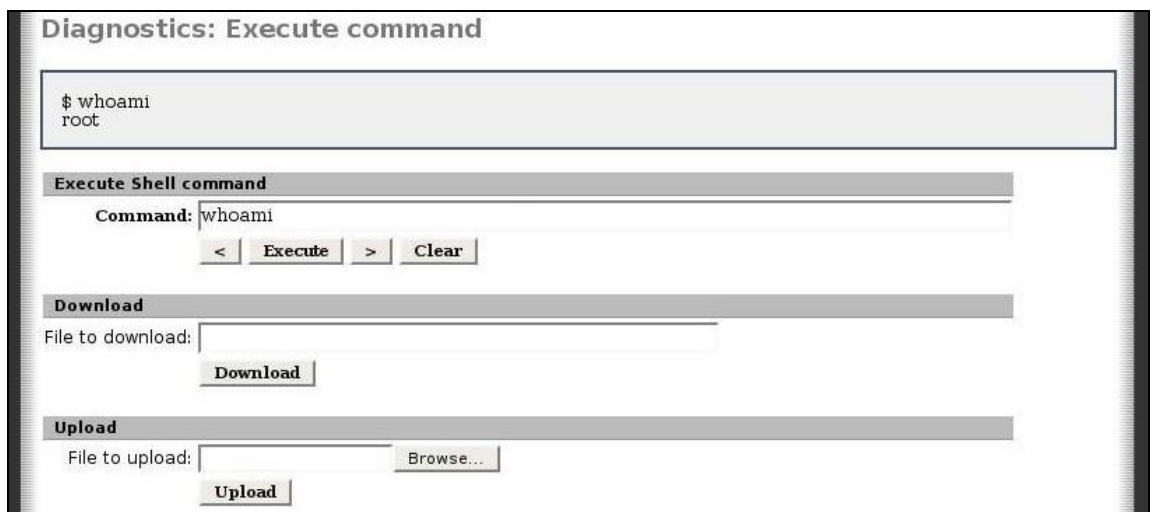 Diagnostics: Execute command
$ whoami
root
Execute Shell command
Command: whoami
< Execute > Clear
Download
File to download:
Download
Upload
File to upload: Browse...
Upload